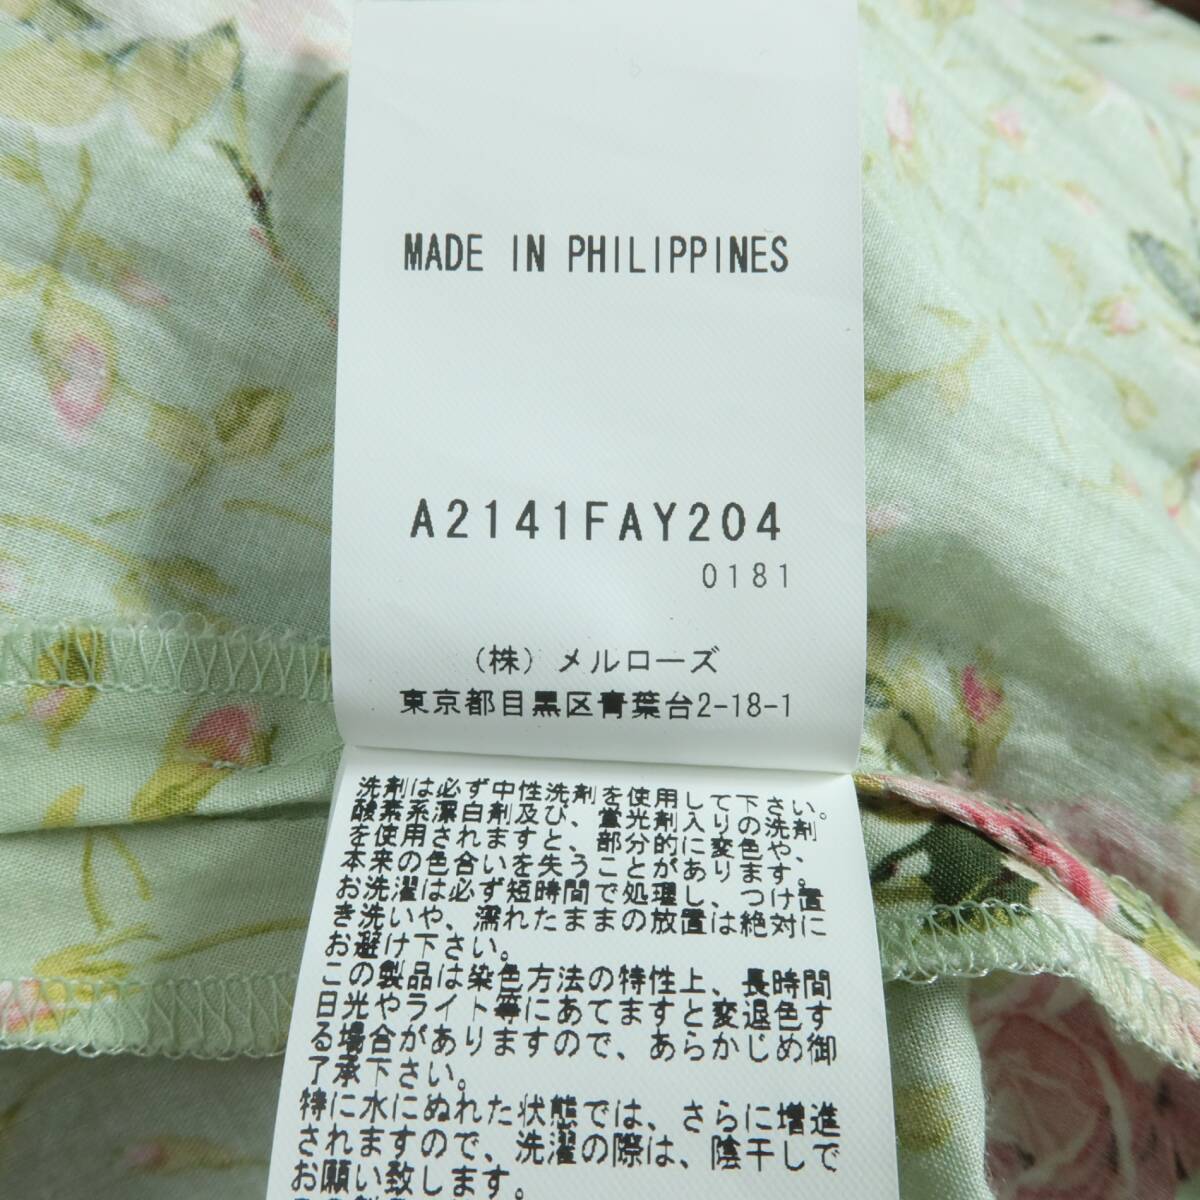 MADE IN PHILIPPINES
A2141FAY204
0181
(株) メルローズ
東京都目黒区青葉台2-18-1
洗剤は必ず中性洗剤を使用して下さい。
酸素系漂白剤及び、蛍光剤入りの洗剤
を使用されますと、部分的に変色や、
本来の色合いを失うことがあります。
お洗濯は必ず短時間で処理し、つけ置
き洗いや、濡れたままの放置は絶対に
お避け下さい。
この製品は染色方法の特性上、長時間
日光やライト等にあてますと変退色す
る場合がありますので、あらかじめ御
了承下さい。
特に水にぬれた状態では、さらに増進
されますので、洗濯の際は、陰干しで
お願い致します。